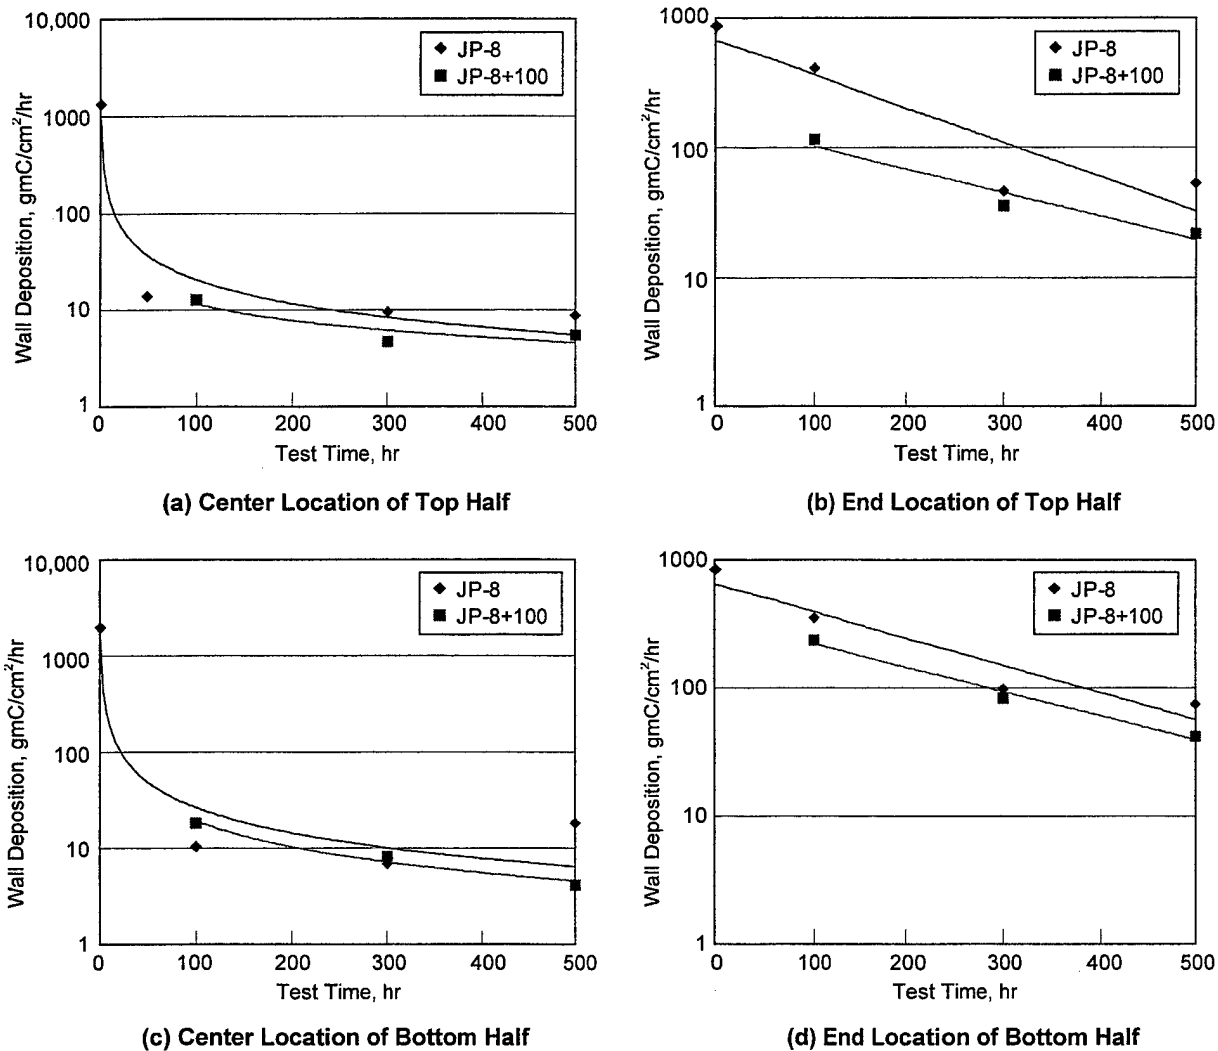 10,000
1000
100
10
1
Wall Deposition, gmC/cm²/hr
JP-8
JP-8+100
0 100 200 300 400 500
Test Time, hr
(a) Center Location of Top Half
1000
100
10
1
Wall Deposition, gmC/cm²/hr
JP-8
JP-8+100
0 100 200 300 400 500
Test Time, hr
(b) End Location of Top Half
10,000
1000
100
10
1
Wall Deposition, gmC/cm²/hr
JP-8
JP-8+100
0 100 200 300 400 500
Test Time, hr
(c) Center Location of Bottom Half
1000
100
10
1
Wall Deposition, gmC/cm²/hr
JP-8
JP-8+100
0 100 200 300 400 500
Test Time, hr
(d) End Location of Bottom Half